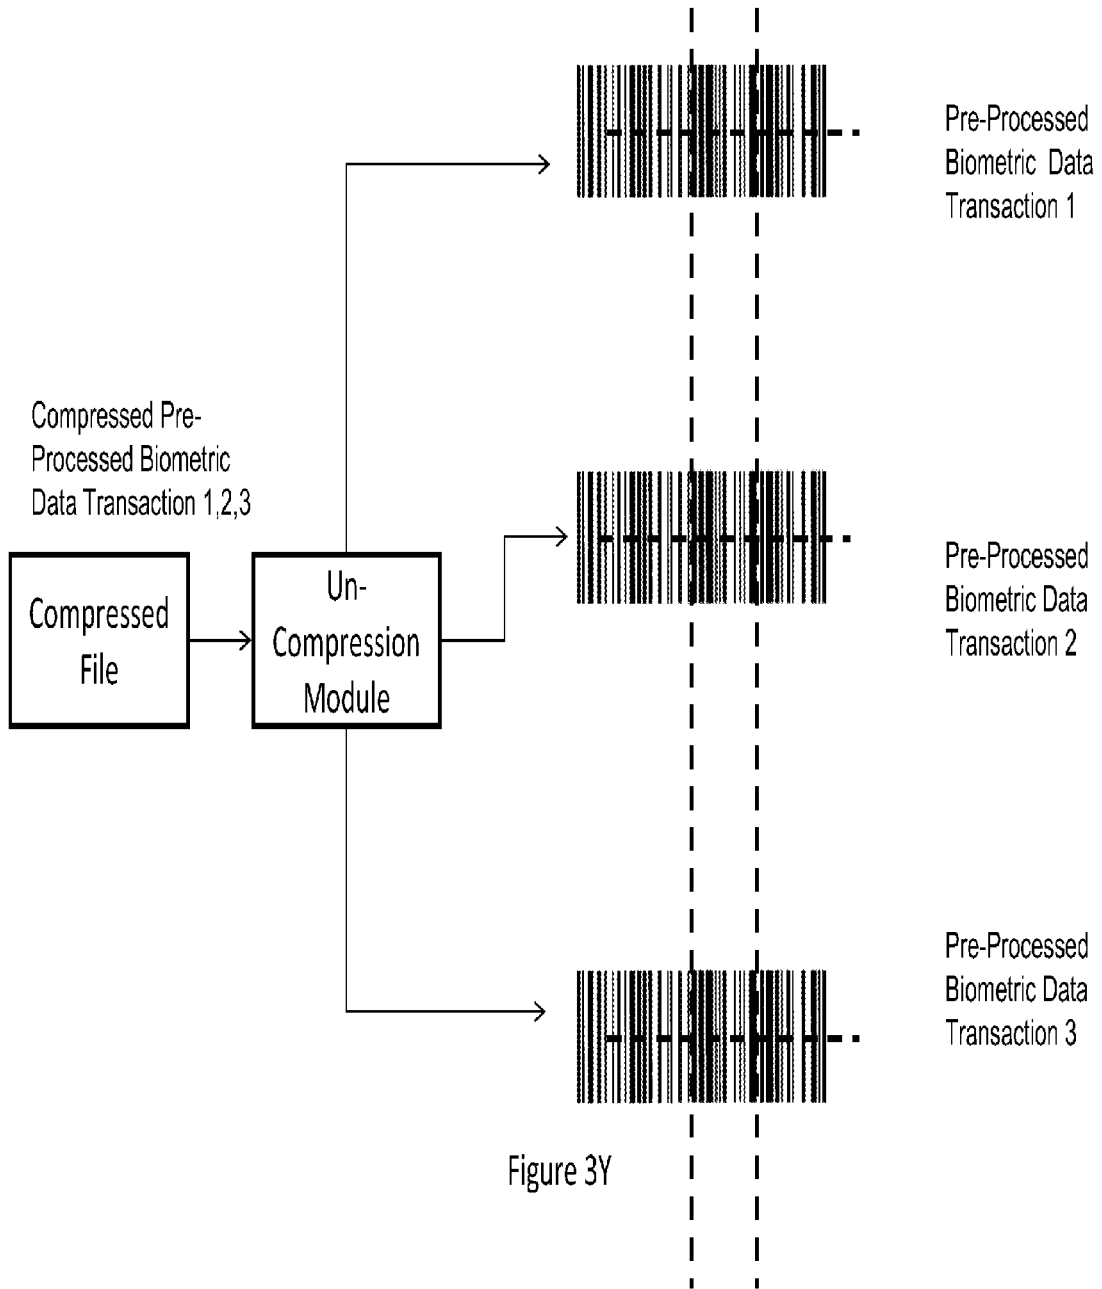 Pre-Processed
Biometric Data
Transaction 1
Compressed Pre-
Processed Biometric
Data Transaction 1,2,3
Compressed
File
Un-
Compression
Module
Pre-Processed
Biometric Data
Transaction 2
Pre-Processed
Biometric Data
Transaction 3
Figure 3Y